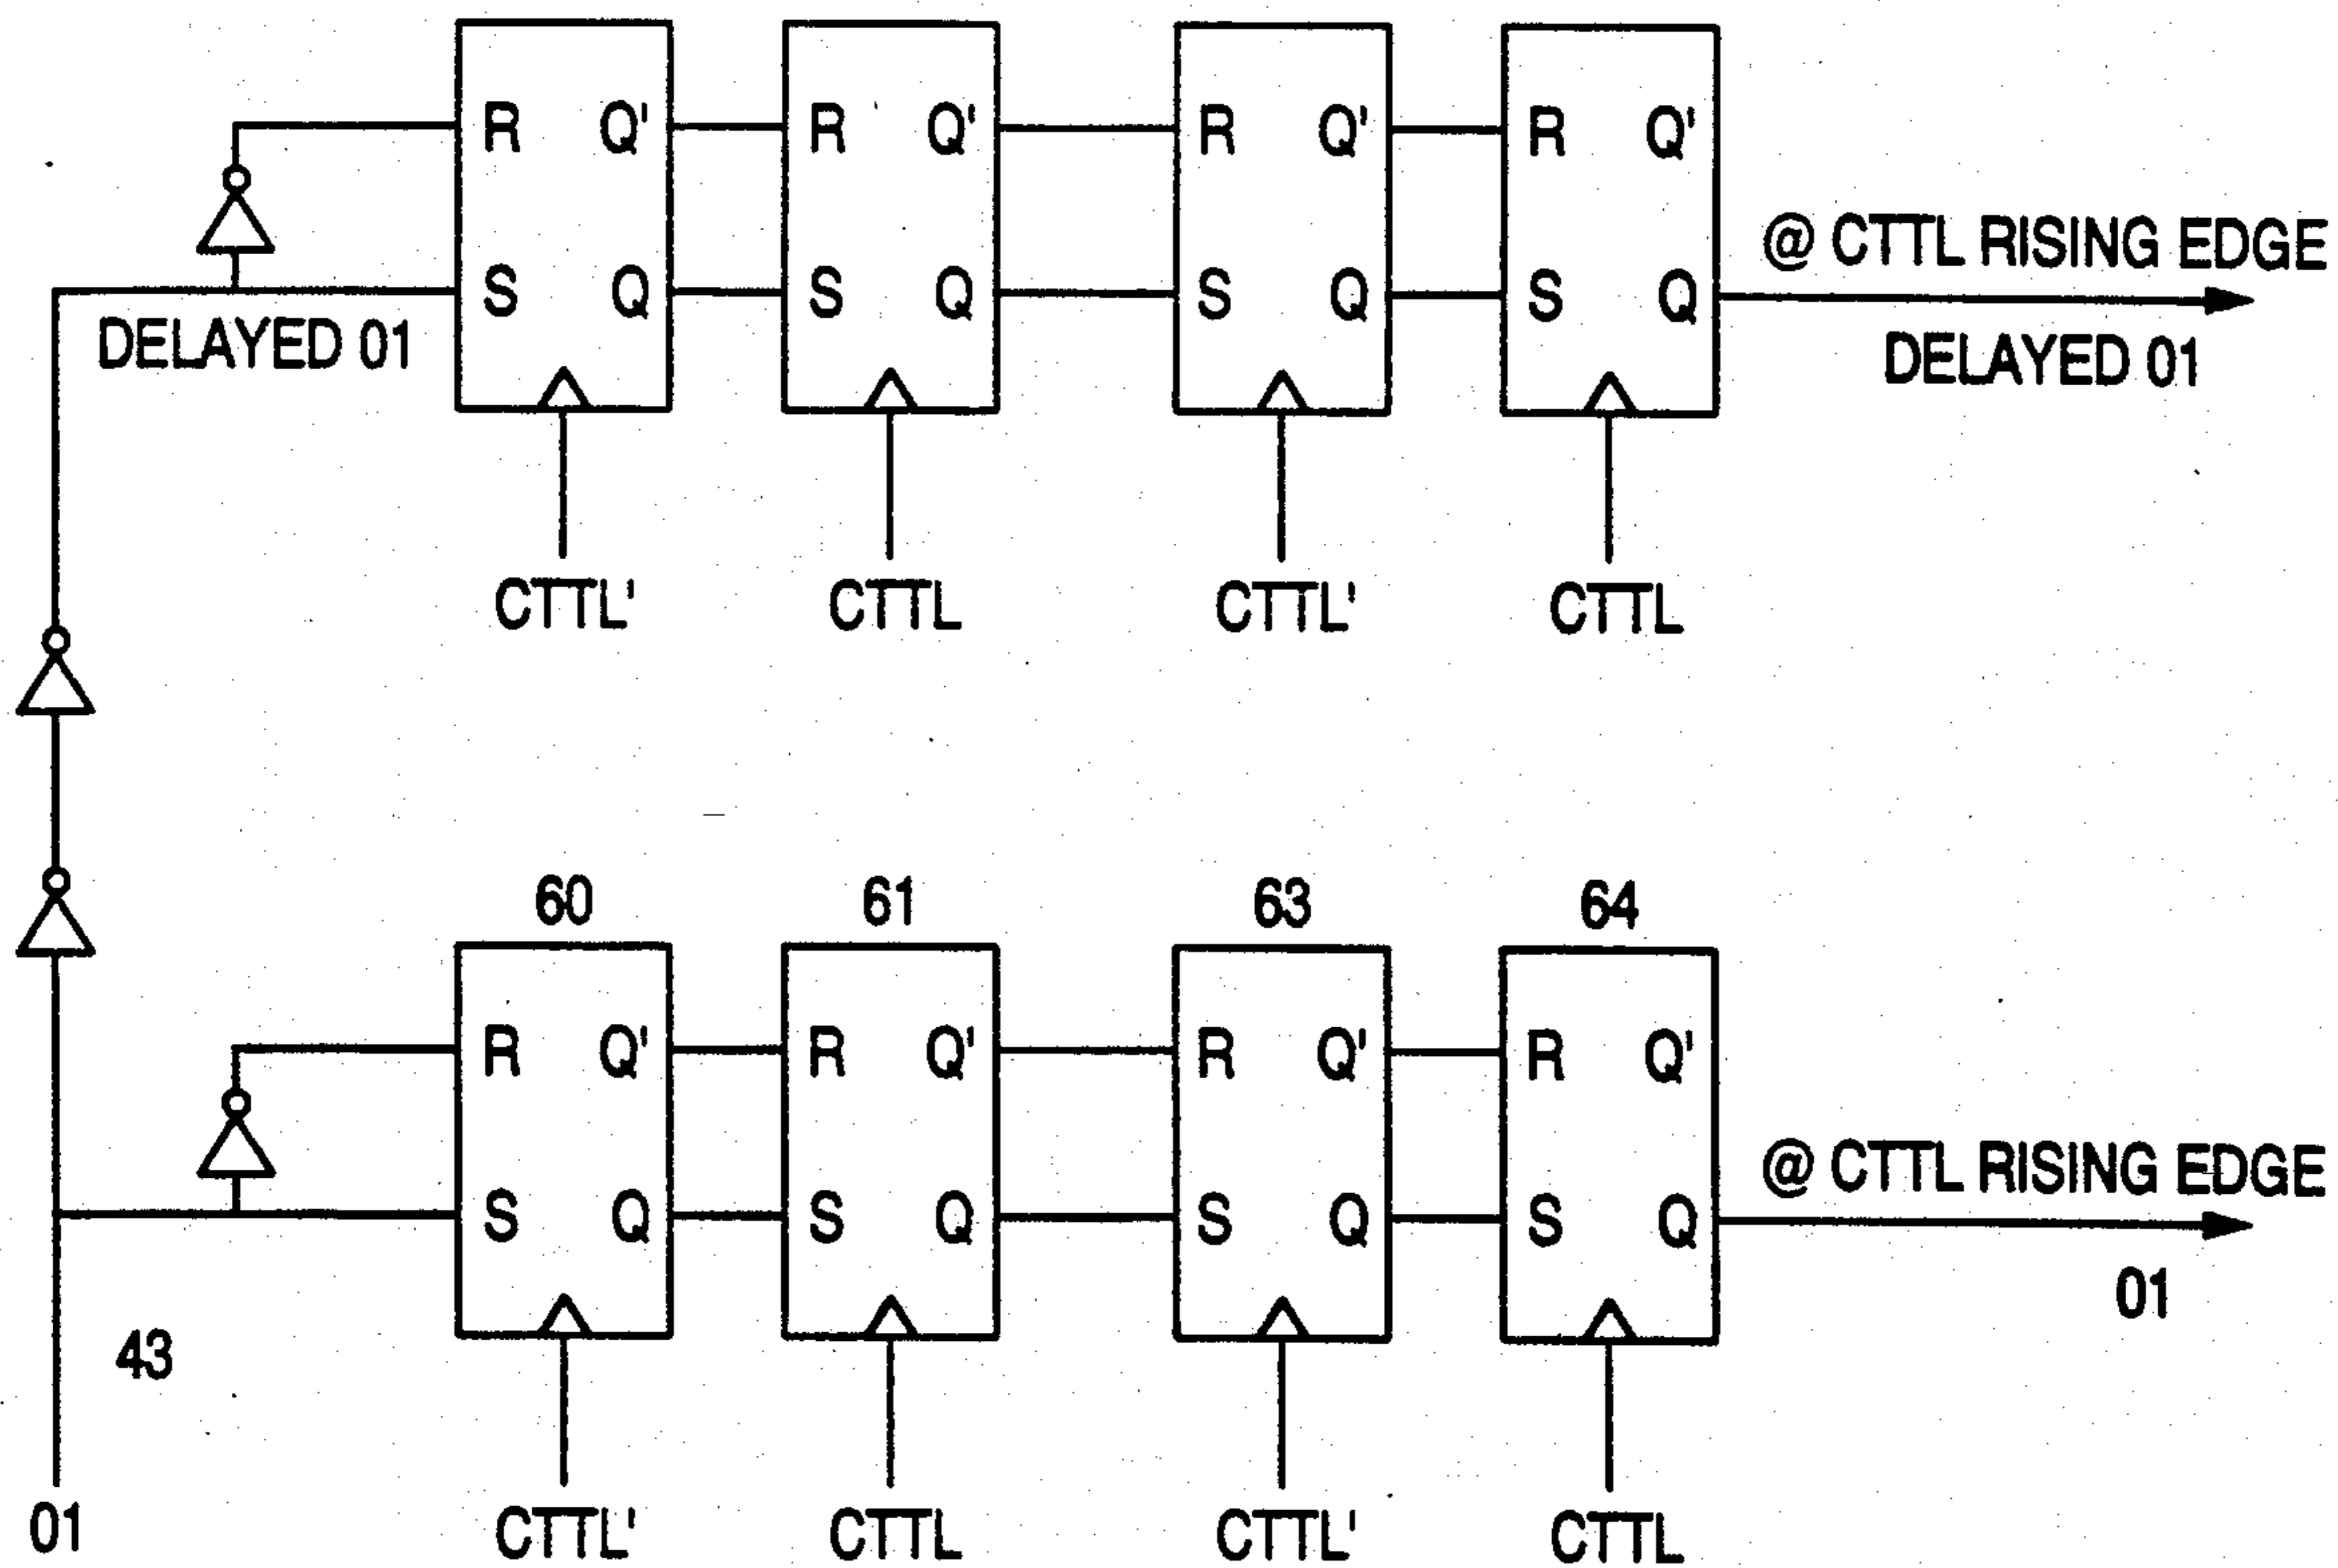 R Q' R Q' R Q' R Q'
@ CTTL RISING EDGE
S Q S Q S Q S Q
DELAYED 01
DELAYED 01
CTTL' CTTL CTTL' CTTL
60 61 63 64
R Q' R Q' R Q' R Q'
@ CTTL RISING EDGE
S Q S Q S Q S Q
01
43
01
CTTL' CTTL CTTL' CTTL